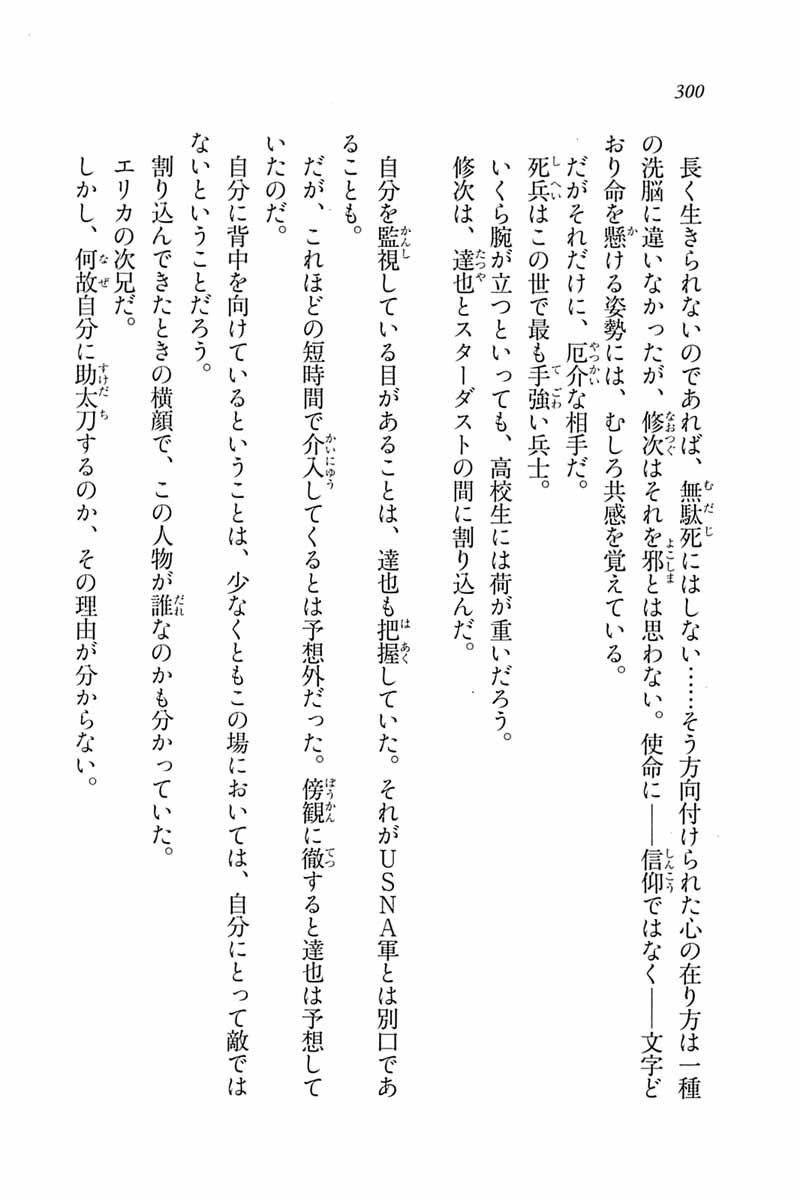 300
長く生きられないのであれば、無駄死にはしない……そう方向付けられた心の在り方は一種
の洗脳に違いなかったが、修次はそれを邪とは思わない。使命に――信仰ではなく――文字ど
おり命を懸ける姿勢には、むしろ共感を覚えている。
だがそれだけに、厄介な相手だ。
死兵はこの世で最も手強い兵士。
いくら腕が立つといっても、高校生には荷が重いだろう。
修次は、達也とスターダストの間に割り込んだ。
自分を監視している目があることは、達也も把握していた。それがＵＳＮＡ軍とは別口であ
ることも。
だが、これほどの短時間で介入してくるとは予想外だった。傍観に徹すると達也は予想して
いたのだ。
自分に背中を向けているということは、少なくともこの場においては、自分にとって敵では
ないということだろう。
割り込んできたときの横顔で、この人物が誰なのかも分かっていた。
エリカの次兄だ。
しかし、何故自分に助太刀するのか、その理由が分からない。